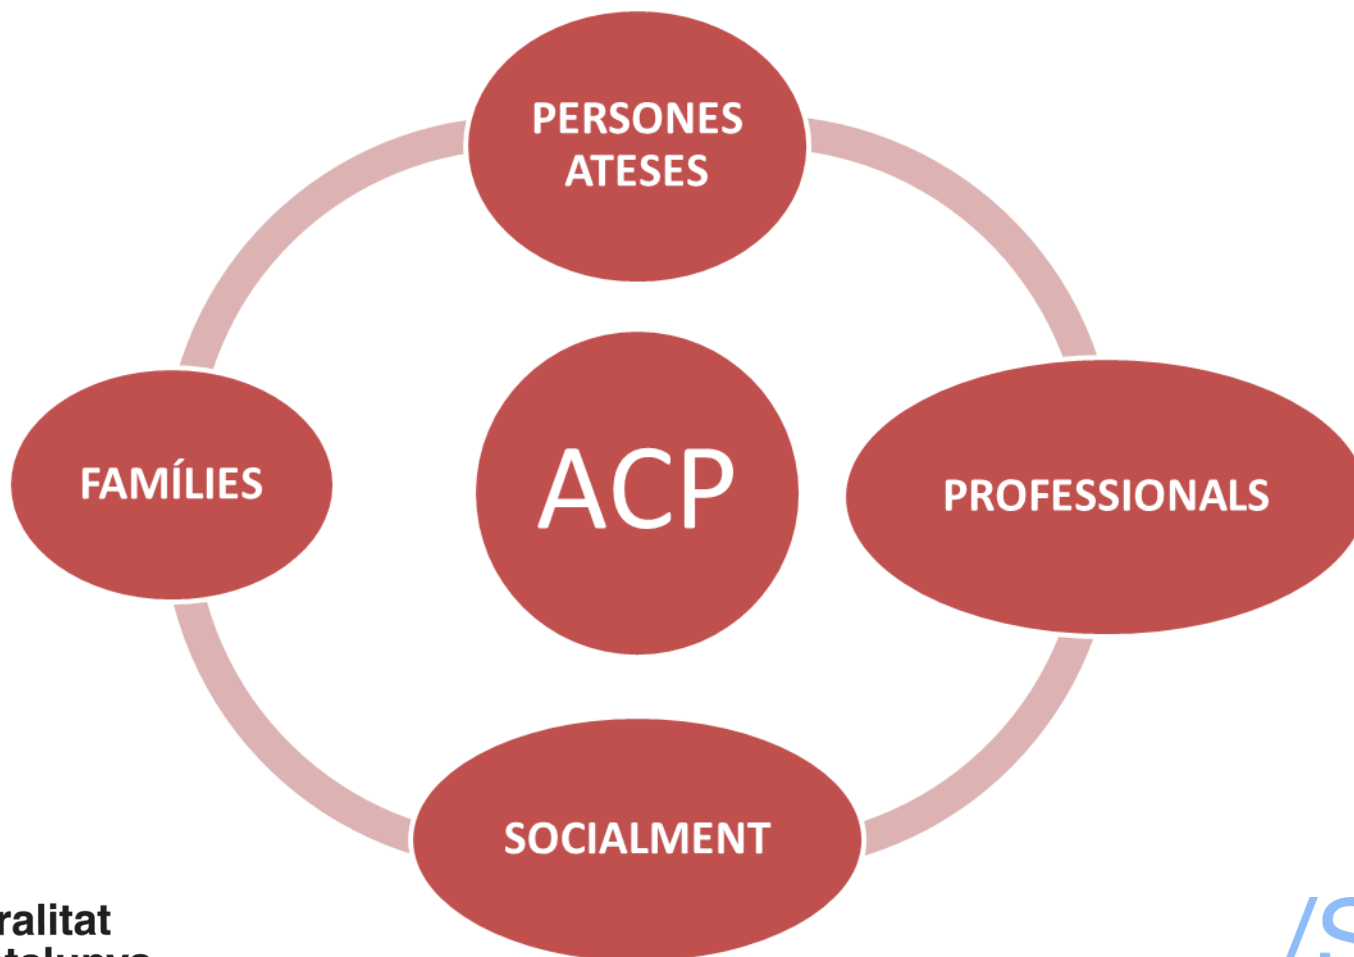 PERSONES
ATESES
FAMÍLIES
ACP
PROFESSIONALS
SOCIALMENT
ralitat